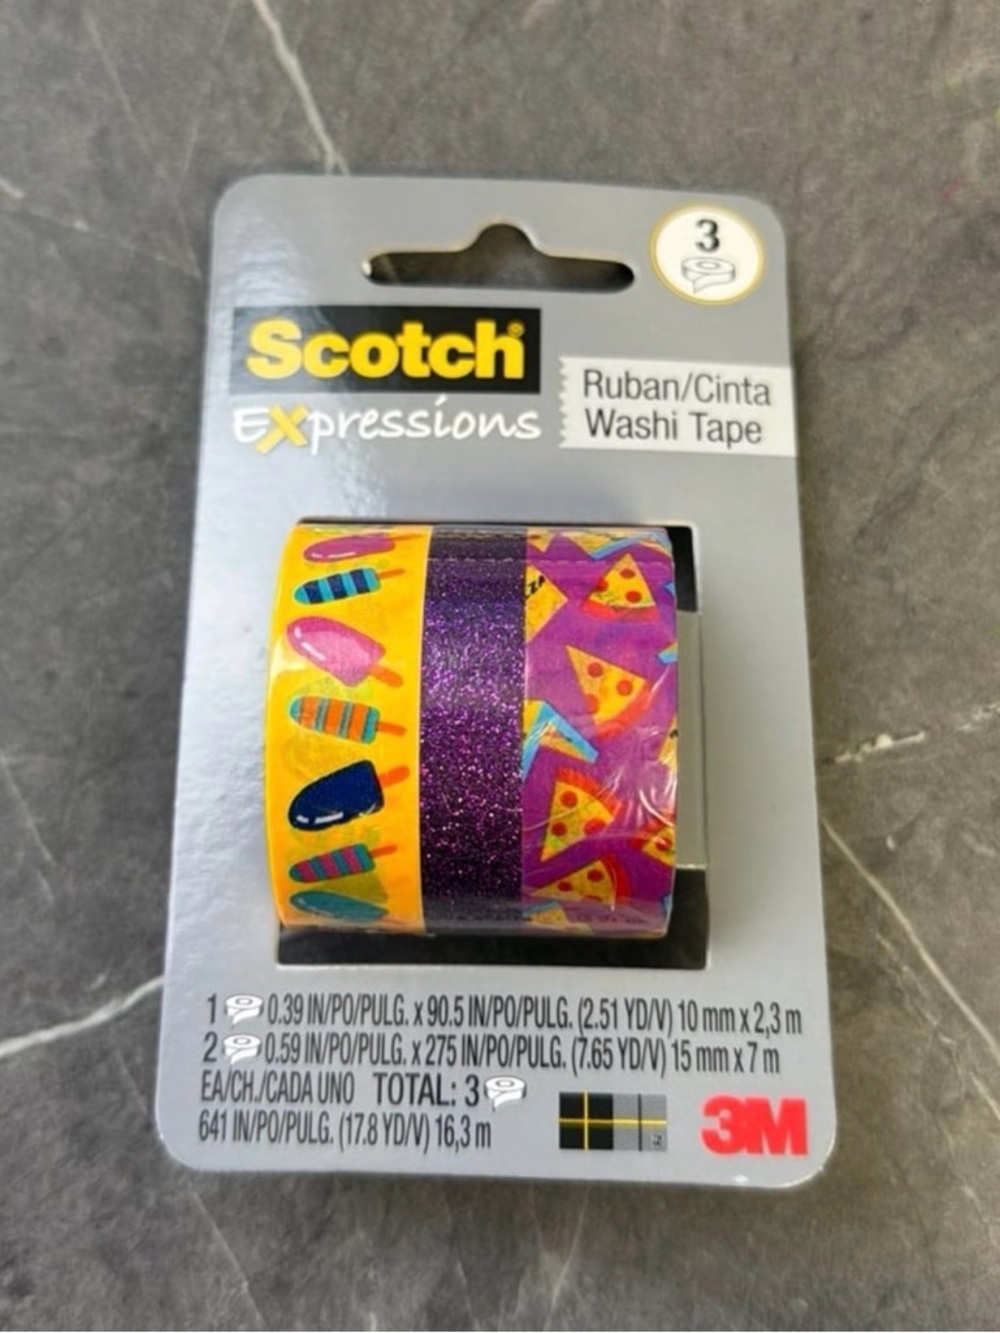 3
Scotch®
Expressions
Ruban/Cinta
Washi Tape
1 0.39 IN/PO/PULG. x 90.5 IN/PO/PULG. (2.51 YD/V) 10 mm x 2,3 m
2 0.59 IN/PO/PULG. x 275 IN/PO/PULG. (7.65 YD/V) 15 mm x 7 m
EA/CH./CADA UNO TOTAL: 3
641 IN/PO/PULG. (17.8 YD/V) 16,3 m
3M